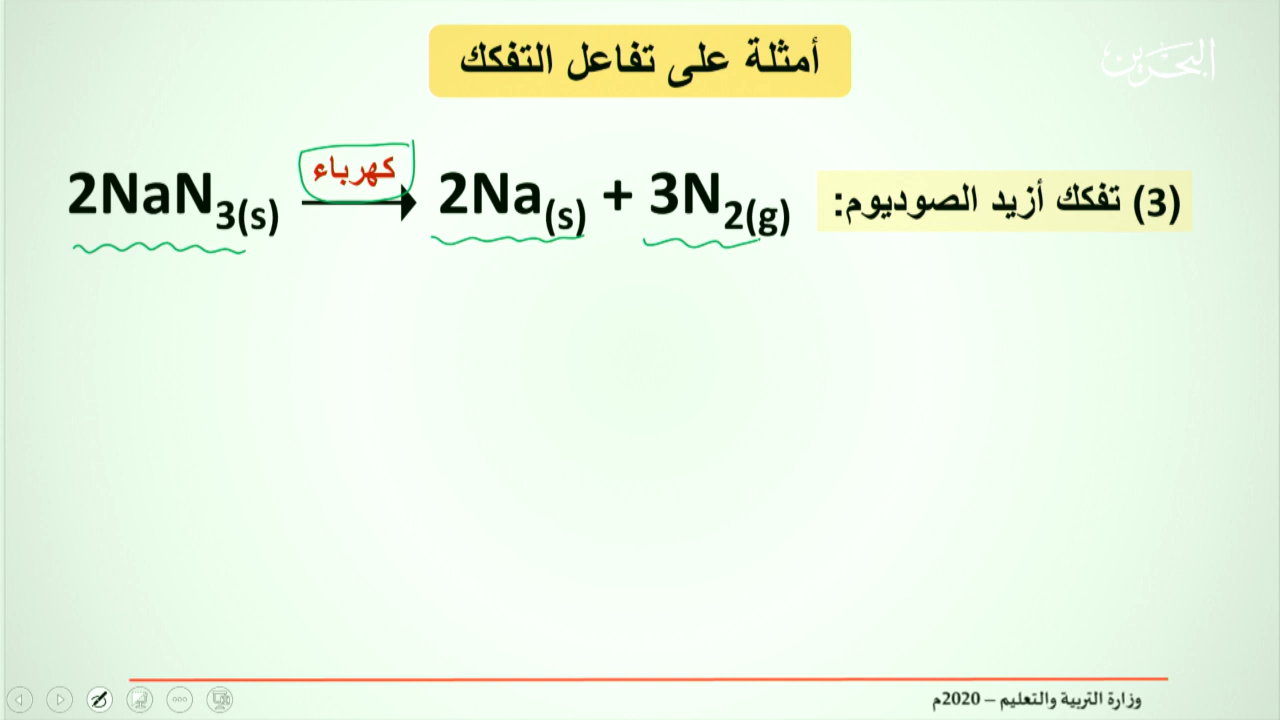 أمثلة على تفاعل التفكك
البحرين
(3) تفكك أزيد الصوديوم:
كهرباء
2NaN₃(s) → 2Na(s) + 3N₂(g)
وزارة التربية والتعليم – 2020م